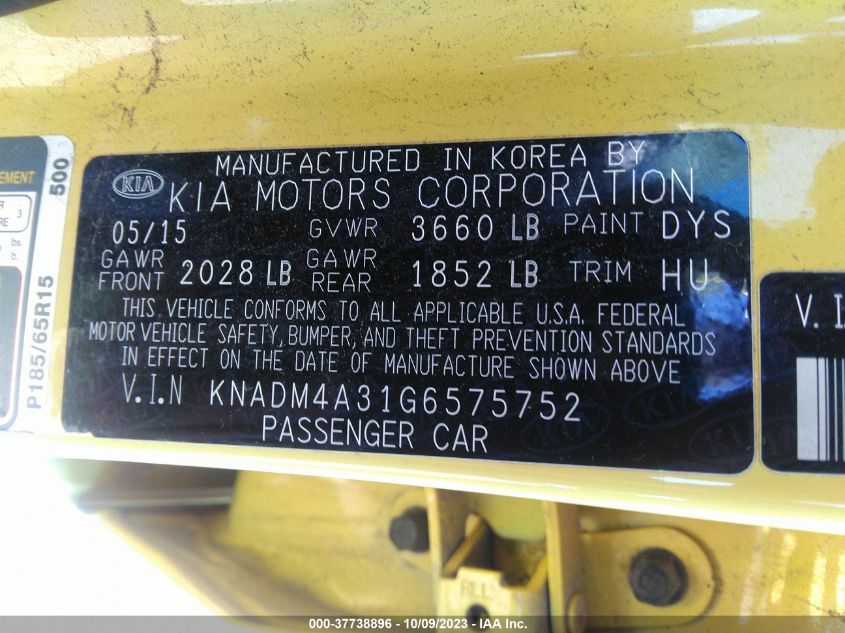 MANUFACTURED IN KOREA BY
KIA KIA MOTORS CORPORATION
05/15 GVWR 3660 LB PAINT DYS
GAWR FRONT 2028 LB GAWR REAR 1852 LB TRIM HU
THIS VEHICLE CONFORMS TO ALL APPLICABLE U.S.A. FEDERAL
MOTOR VEHICLE SAFETY, BUMPER, AND THEFT PREVENTION STANDARDS
IN EFFECT ON THE DATE OF MANUFACTURE SHOWN ABOVE
V.I.N KNADM4A31G6575752
PASSENGER CAR
500
P185/65R15
3
lbs.
V. I
000-37738896 - 10/09/2023 - IAA Inc.